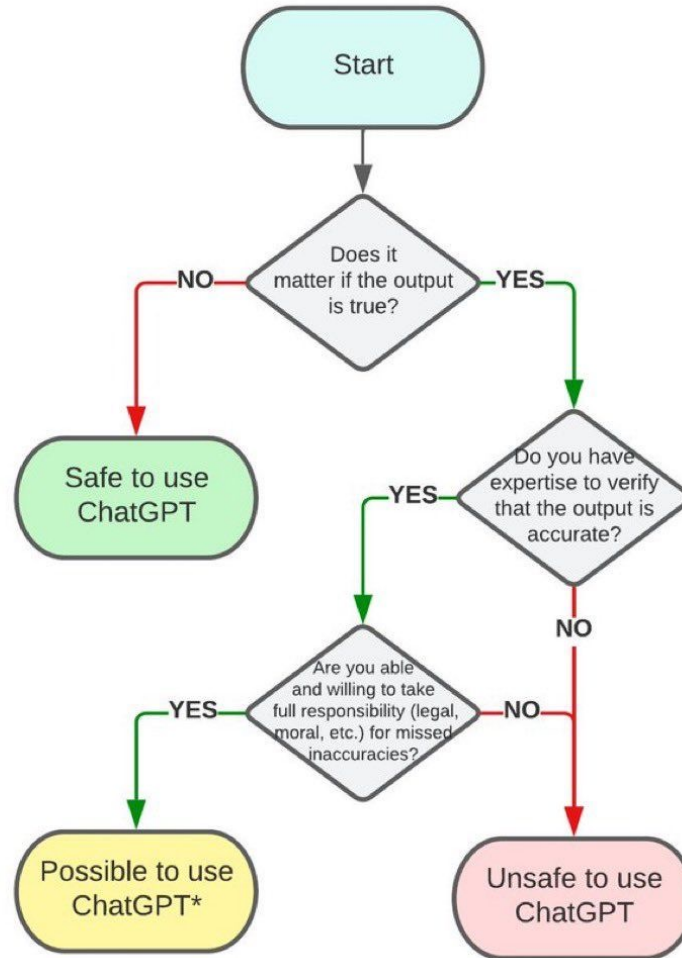 Start
Does it
matter if the output
is true?
NO
YES
Safe to use
ChatGPT
Do you have
expertise to verify
that the output is
accurate?
YES
NO
Are you able
and willing to take
full responsibility (legal,
moral, etc.) for missed
inaccuracies?
YES
NO
Possible to use
ChatGPT*
Unsafe to use
ChatGPT